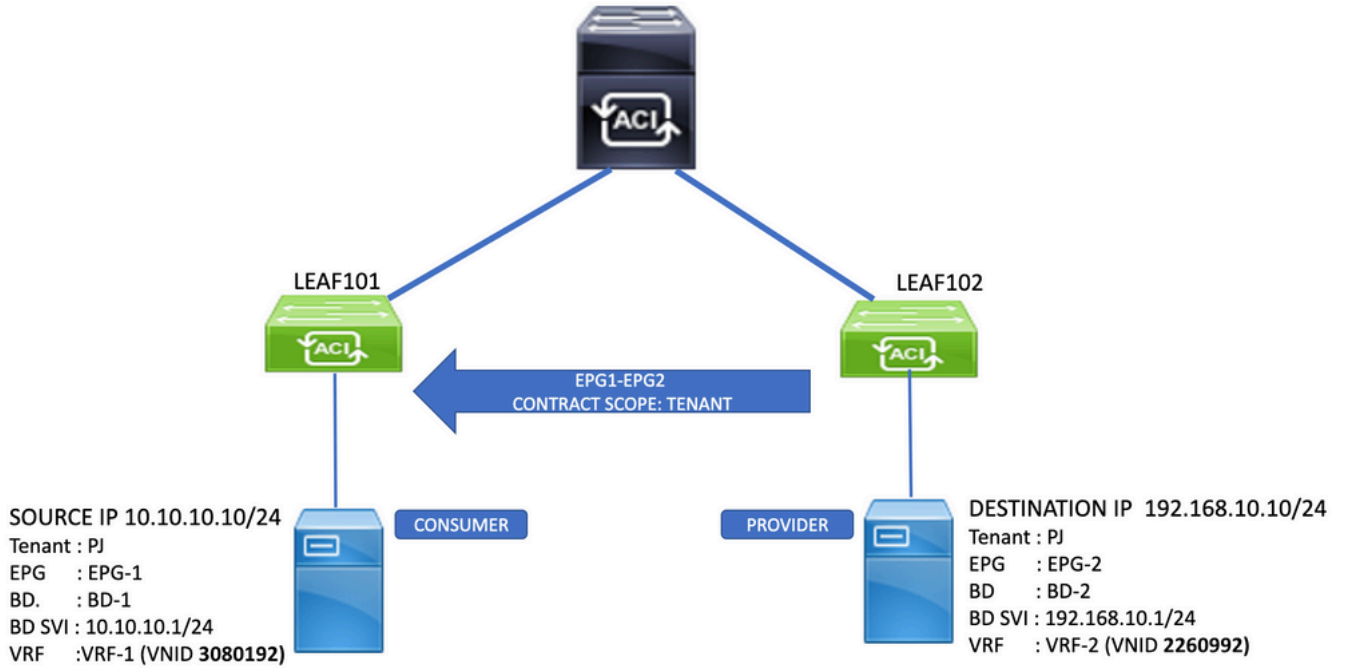 ACI
LEAF101
LEAF102
ACI
ACI
EPG1-EPG2
CONTRACT SCOPE: TENANT
SOURCE IP 10.10.10.10/24
Tenant : PJ
EPG : EPG-1
BD. : BD-1
BD SVI : 10.10.10.1/24
VRF :VRF-1 (VNID 3080192)
CONSUMER
PROVIDER
DESTINATION IP 192.168.10.10/24
Tenant : PJ
EPG : EPG-2
BD : BD-2
BD SVI : 192.168.10.1/24
VRF : VRF-2 (VNID 2260992)